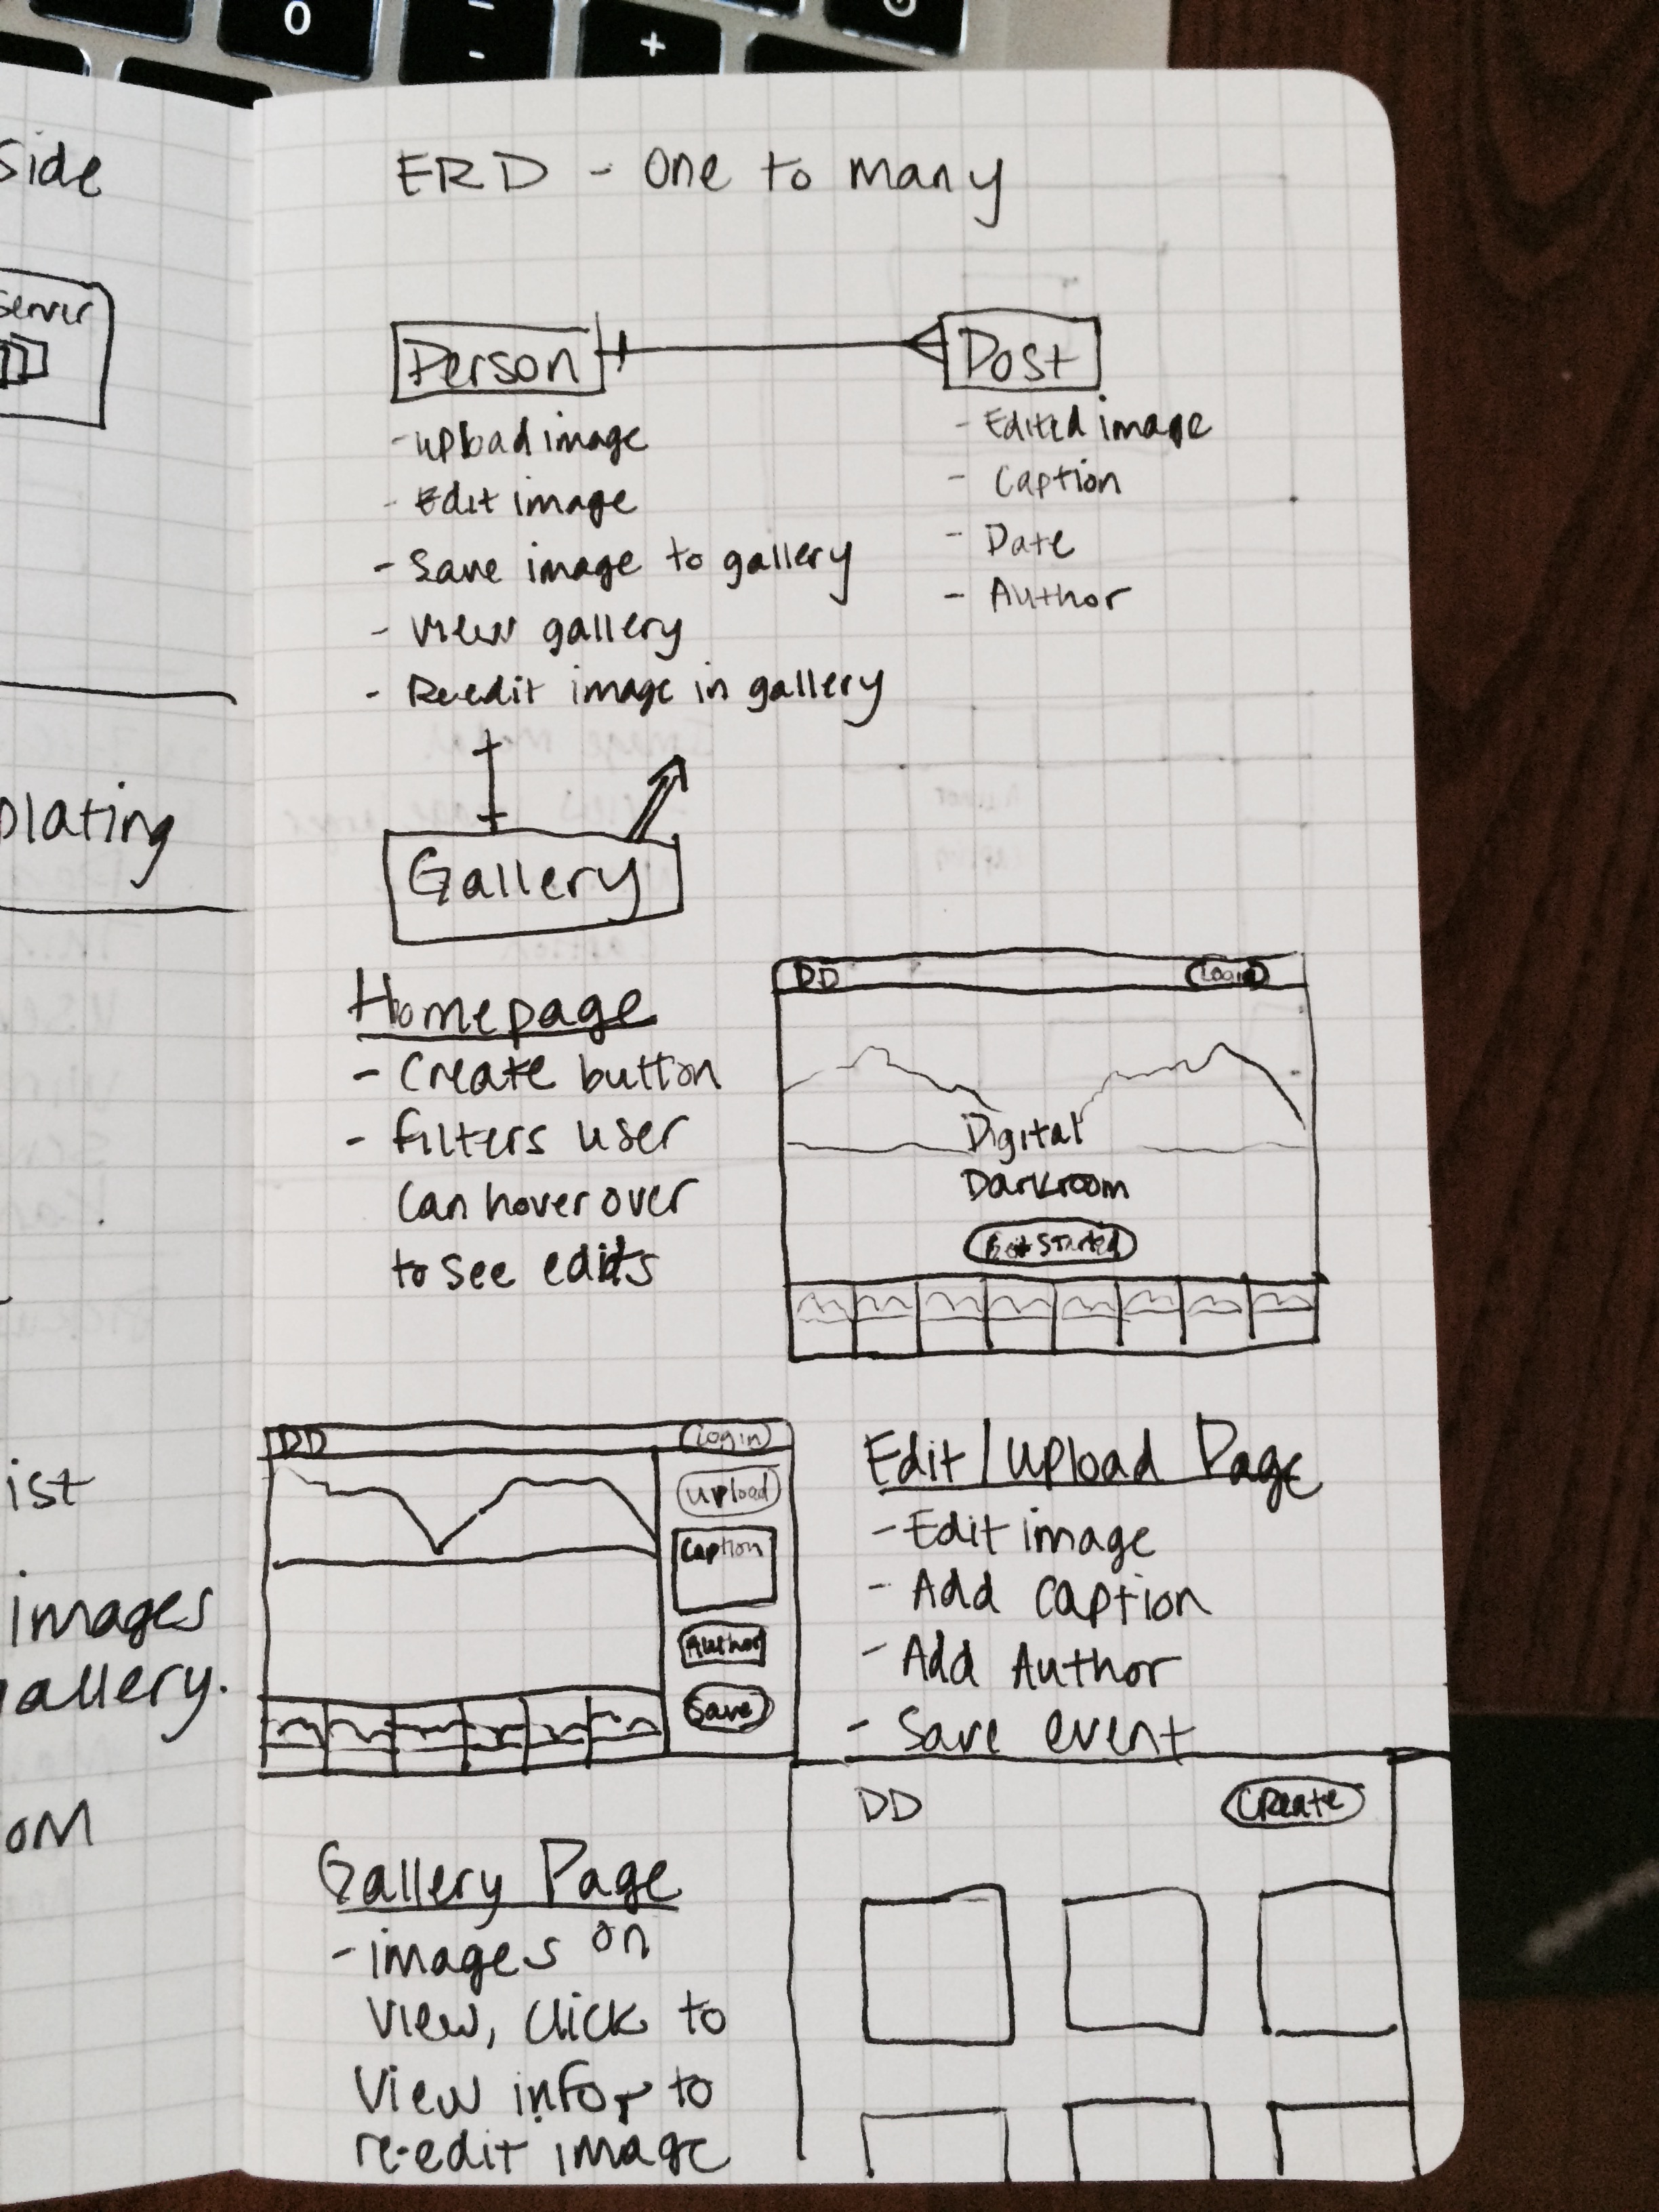 0
-
+
Side
Server
plating
ist
images
gallery.
OM
ERD - One to many
Person
Post
- upload image
- Edit image
- Save image to gallery
- View gallery
- Re-edit image in gallery
- Edited image
- Caption
- Date
- Author
Gallery
Homepage
- Create button
- filters user
can hover over
to see edits
DD
Login
Digital
Darkroom
Get Started
DD
Login
upload
Caption
Author
Save
Edit/upload Page
- Edit image
- Add caption
- Add Author
- Save event
Gallery Page
- images on
view, click to
view info + to
re-edit image
DD
Create